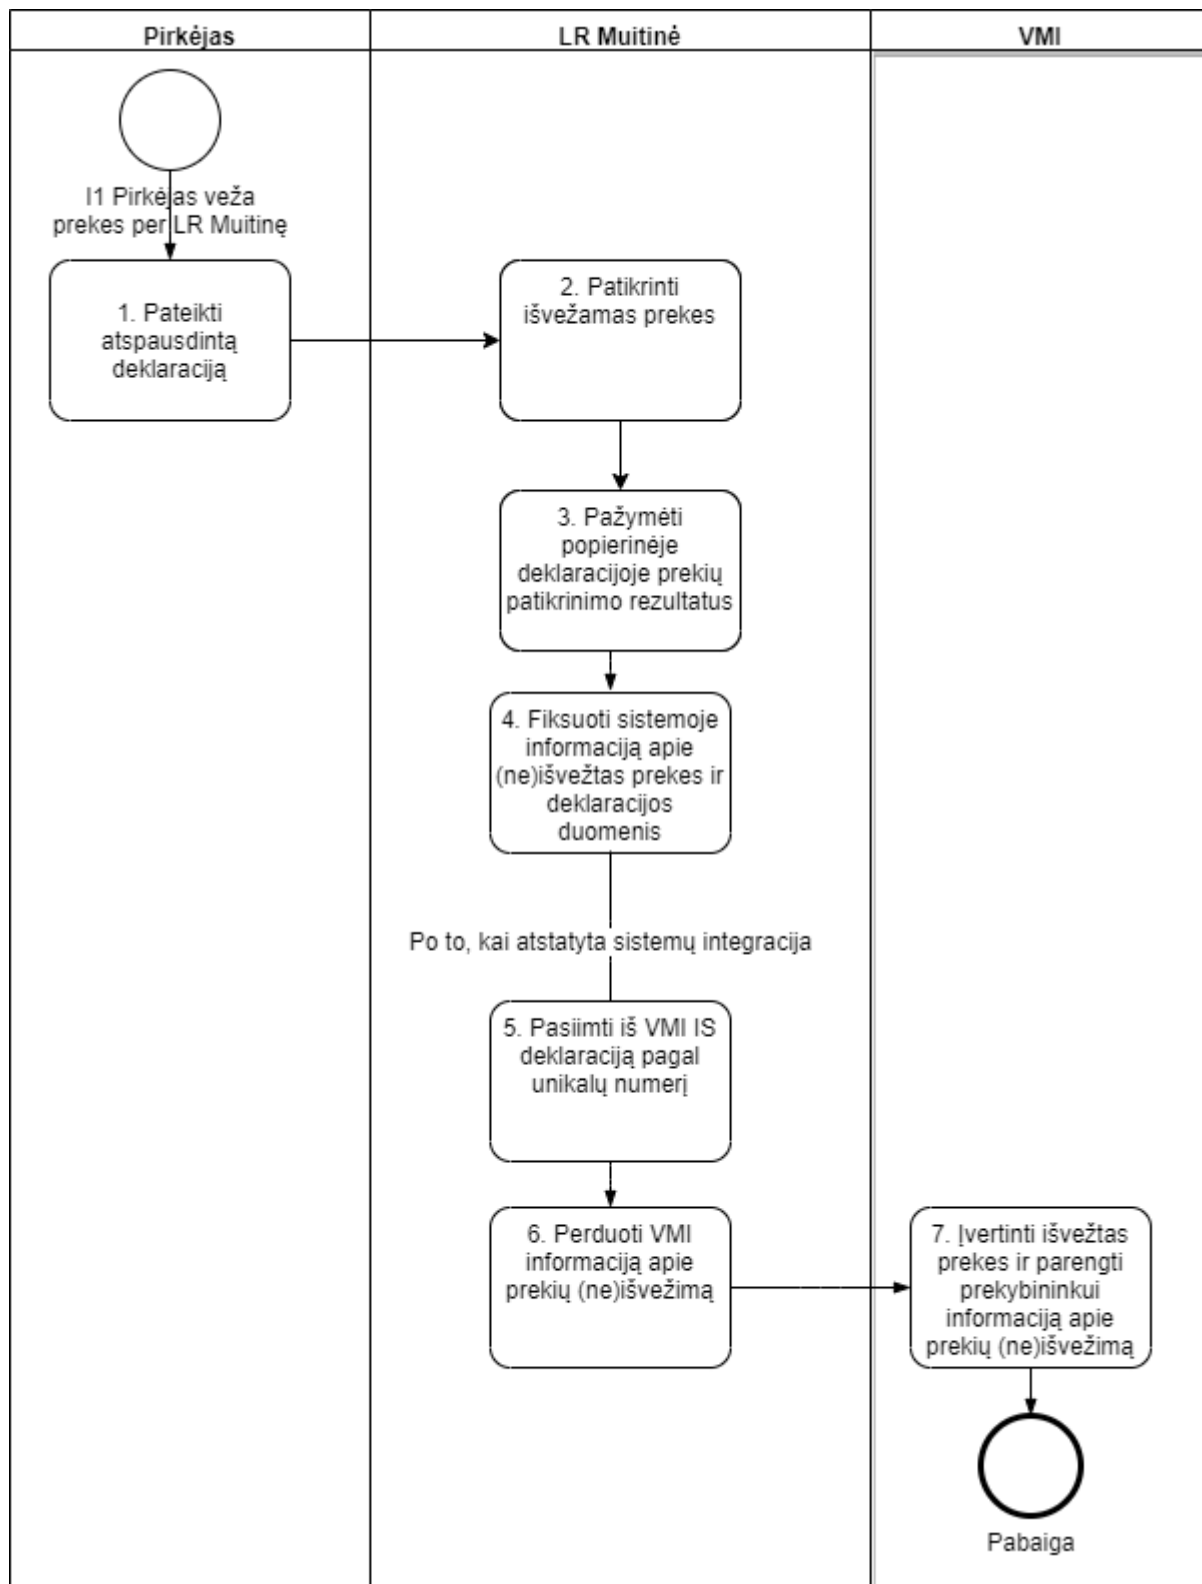 Pirkėjas
LR Muitinė
VMI
I1 Pirkėjas veža
prekes per LR Muitinę
1. Pateikti
atspausdintą
deklaraciją
2. Patikrinti
išvežamas prekes
3. Pažymėti
popierinėje
deklaracijoje prekių
patikrinimo rezultatus
4. Fiksuoti sistemoje
informaciją apie
(ne)išvežtas prekes ir
deklaracijos
duomenis
Po to, kai atstatyta sistemų integracija
5. Pasiimti iš VMI IS
deklaraciją pagal
unikalų numerį
6. Perduoti VMI
informaciją apie
prekių (ne)išvežimą
7. Įvertinti išvežtas
prekes ir parengti
prekybininkui
informaciją apie
prekių (ne)išvežimą
Pabaiga